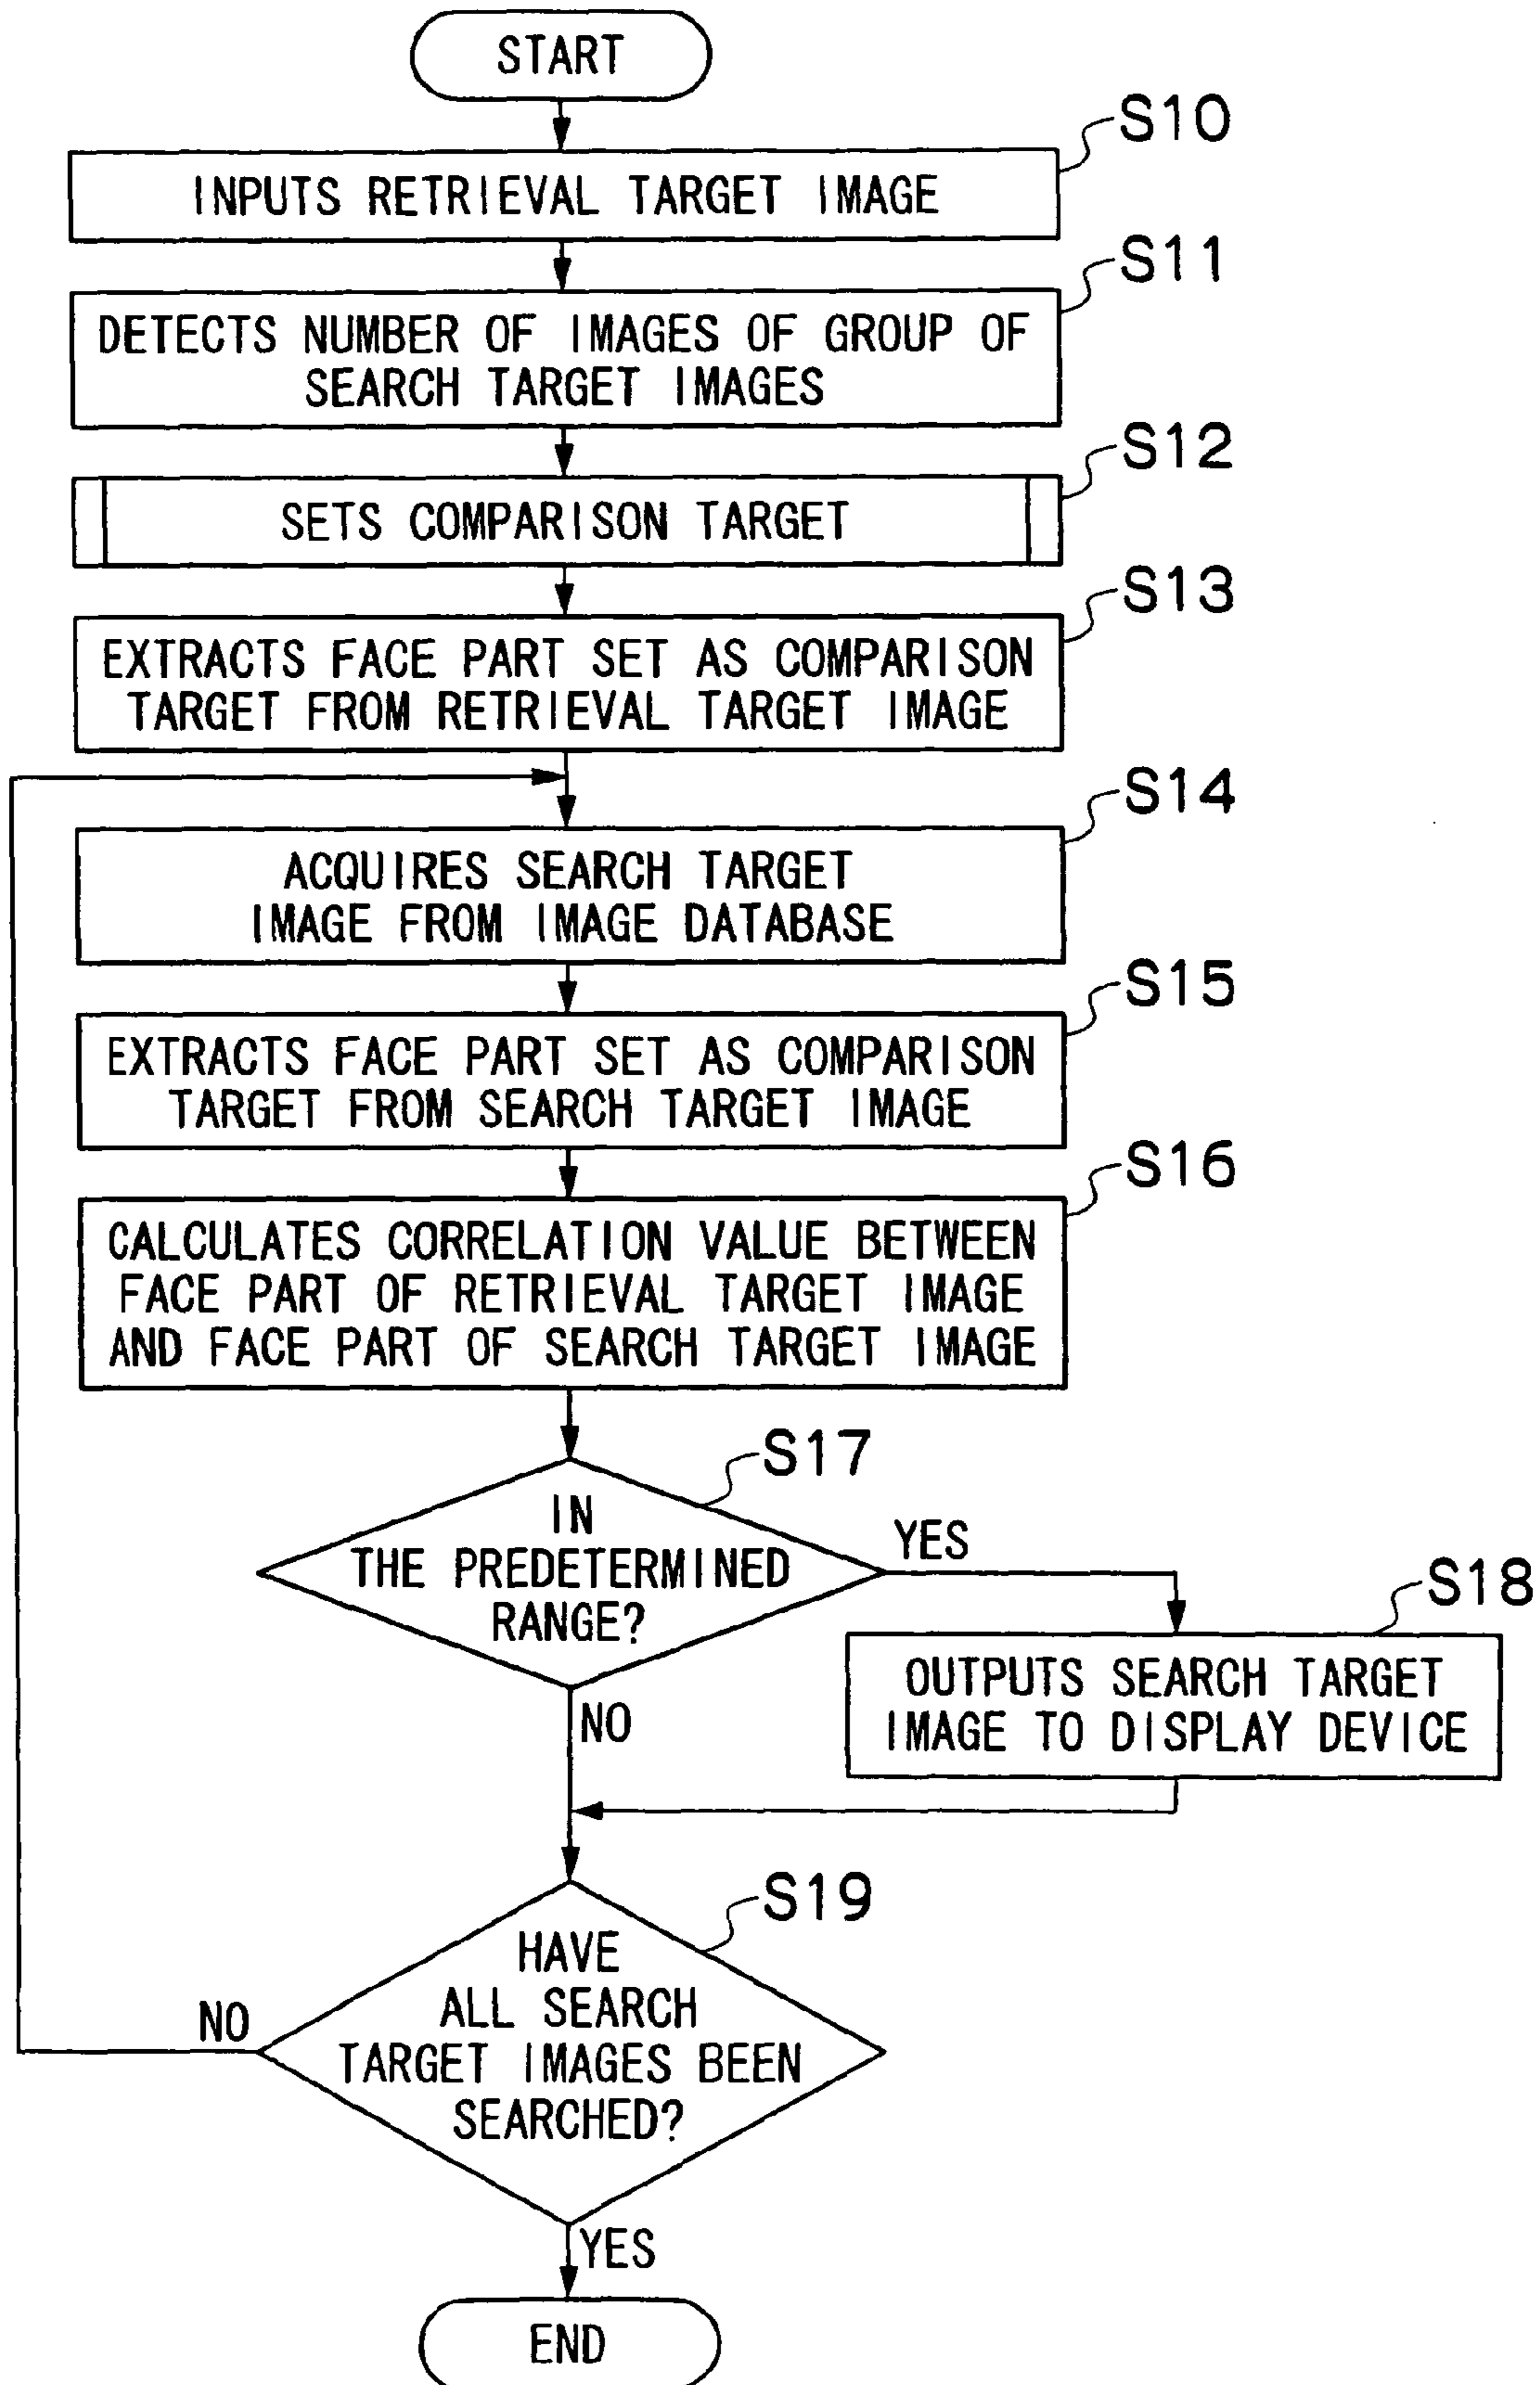 START
S10
INPUTS RETRIEVAL TARGET IMAGE
S11
DETECTS NUMBER OF IMAGES OF GROUP OF
SEARCH TARGET IMAGES
S12
SETS COMPARISON TARGET
S13
EXTRACTS FACE PART SET AS COMPARISON
TARGET FROM RETRIEVAL TARGET IMAGE
S14
ACQUIRES SEARCH TARGET
IMAGE FROM IMAGE DATABASE
S15
EXTRACTS FACE PART SET AS COMPARISON
TARGET FROM SEARCH TARGET IMAGE
S16
CALCULATES CORRELATION VALUE BETWEEN
FACE PART OF RETRIEVAL TARGET IMAGE
AND FACE PART OF SEARCH TARGET IMAGE
S17
IN
THE PREDETERMINED
RANGE?
YES
S18
OUTPUTS SEARCH TARGET
IMAGE TO DISPLAY DEVICE
NO
S19
HAVE
ALL SEARCH
TARGET IMAGES BEEN
SEARCHED?
NO
YES
END